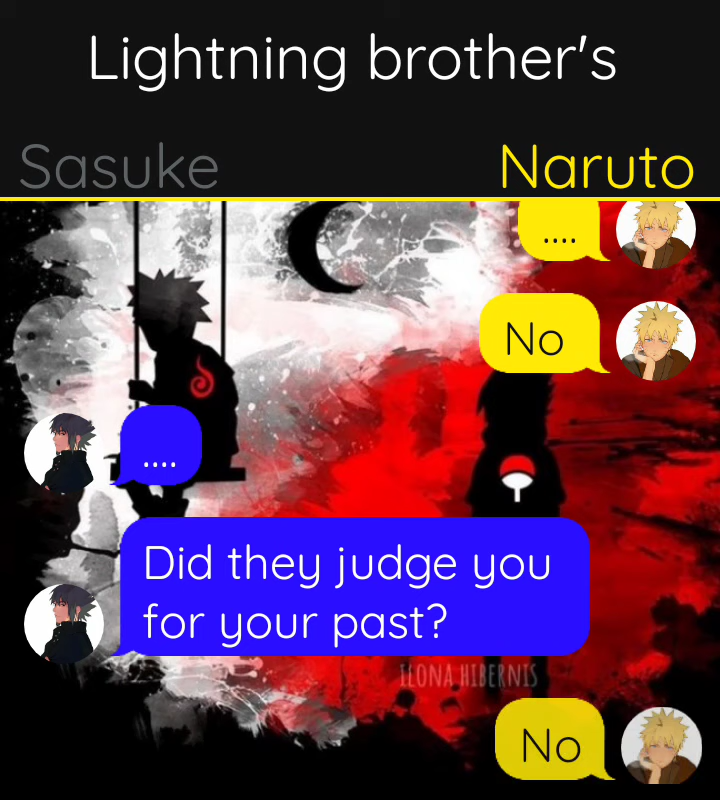 Lightning brother's
Sasuke
Naruto
....
No
....
Did they judge you
for your past?
ILONA HIBERNIS
No